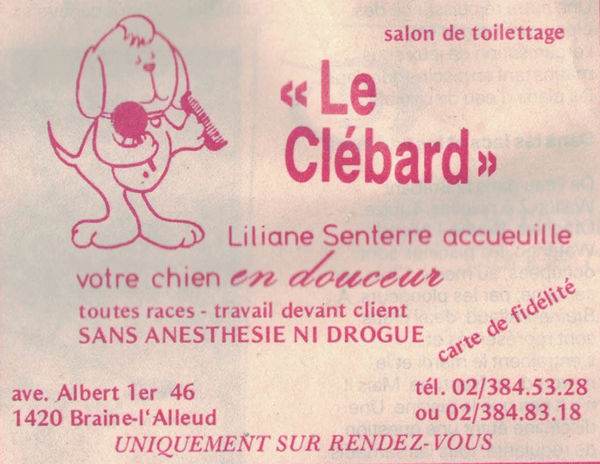 salon de toilettage
« Le
Clébard »
Liliane Senterre accueuille
votre chien en douceur
toutes races - travail devant client
SANS ANESTHESIE NI DROGUE
carte de fidélité
ave. Albert 1er 46
1420 Braine-l'Alleud
tél. 02/384.53.28
ou 02/384.83.18
UNIQUEMENT SUR RENDEZ-VOUS